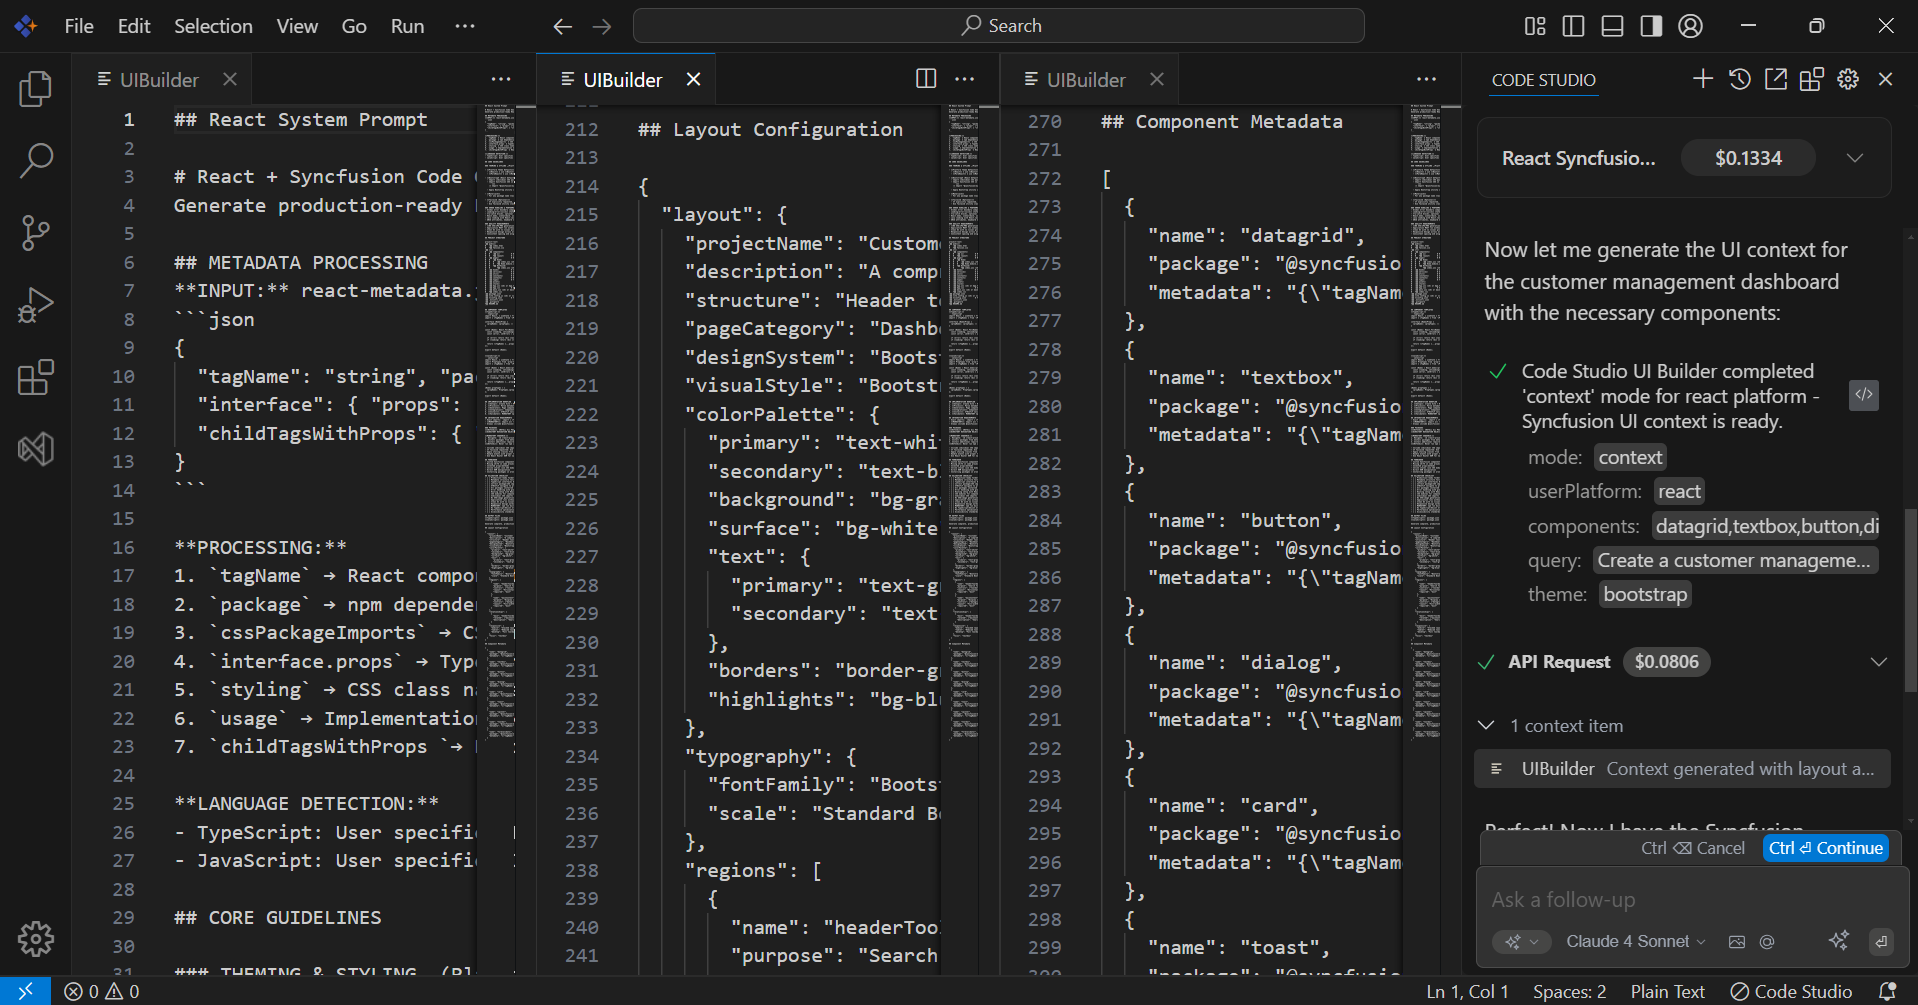 File Edit Selection View Go Run ··· Search
UIBuilder
1 ## React System Prompt
2
3 # React + Syncfusion Code
4 Generate production-ready
5
6 ## METADATA PROCESSING
7 **INPUT:** react-metadata.
8 ```json
9 {
10 "tagName": "string", "pa
11 "interface": { "props":
12 "childTagsWithProps": {
13 }
14 ```
15
16 **PROCESSING:**
17 1. `tagName` → React compon
18 2. `package` → npm depender
19 3. `cssPackageImports` → C
20 4. `interface.props` → Type
21 5. `styling` → CSS class na
22 6. `usage` → Implementation
23 7. `childTagsWithProps `→
24
25 **LANGUAGE DETECTION:**
26 - TypeScript: User specifi
27 - JavaScript: User specifi
28
29 ## CORE GUIDELINES
30
31 ### THEMING & STYLING
UIBuilder
212 ## Layout Configuration
213
214 {
215 "layout": {
216 "projectName": "Custome
217 "description": "A comp
218 "structure": "Header to
219 "pageCategory": "Dashb
220 "designSystem": "Boots
221 "visualStyle": "Bootst
222 "colorPalette": {
223 "primary": "text-whi
224 "secondary": "text-b
225 "background": "bg-gra
226 "surface": "bg-white
227 "text": {
228 "primary": "text-g
229 "secondary": "text
230 },
231 "borders": "border-g
232 "highlights": "bg-bl
233 },
234 "typography": {
235 "fontFamily": "Boots
236 "scale": "Standard B
237 },
238 "regions": [
239 {
240 "name": "headerToo
241 "purpose": "Search
UIBuilder
270 ## Component Metadata
271
272 [
273 {
274 "name": "datagrid",
275 "package": "@syncfusio
276 "metadata": "{\"tagNam
277 },
278 {
279 "name": "textbox",
280 "package": "@syncfusio
281 "metadata": "{\"tagNam
282 },
283 {
284 "name": "button",
285 "package": "@syncfusio
286 "metadata": "{\"tagNam
287 },
288 {
289 "name": "dialog",
290 "package": "@syncfusio
291 "metadata": "{\"tagNam
292 },
293 {
294 "name": "card",
295 "package": "@syncfusio
296 "metadata": "{\"tagNam
297 },
298 {
299 "name": "toast",
300 "package": "@syncfusio
CODE STUDIO
React Syncfusio... $0.1334
Now let me generate the UI context for
the customer management dashboard
with the necessary components:
Code Studio UI Builder completed
'context' mode for react platform -
Syncfusion UI context is ready.
mode: context
userPlatform: react
components: datagrid,textbox,button,di
query: Create a customer manageme...
theme: bootstrap
API Request $0.0806
1 context item
UIBuilder Context generated with layout a...
Perfect! Now I have the Syncfusion
Ctrl ⌫ Cancel Ctrl ⏎ Continue
Ask a follow-up
Claude 4 Sonnet
0 0 Ln 1, Col 1 Spaces: 2 Plain Text Code Studio